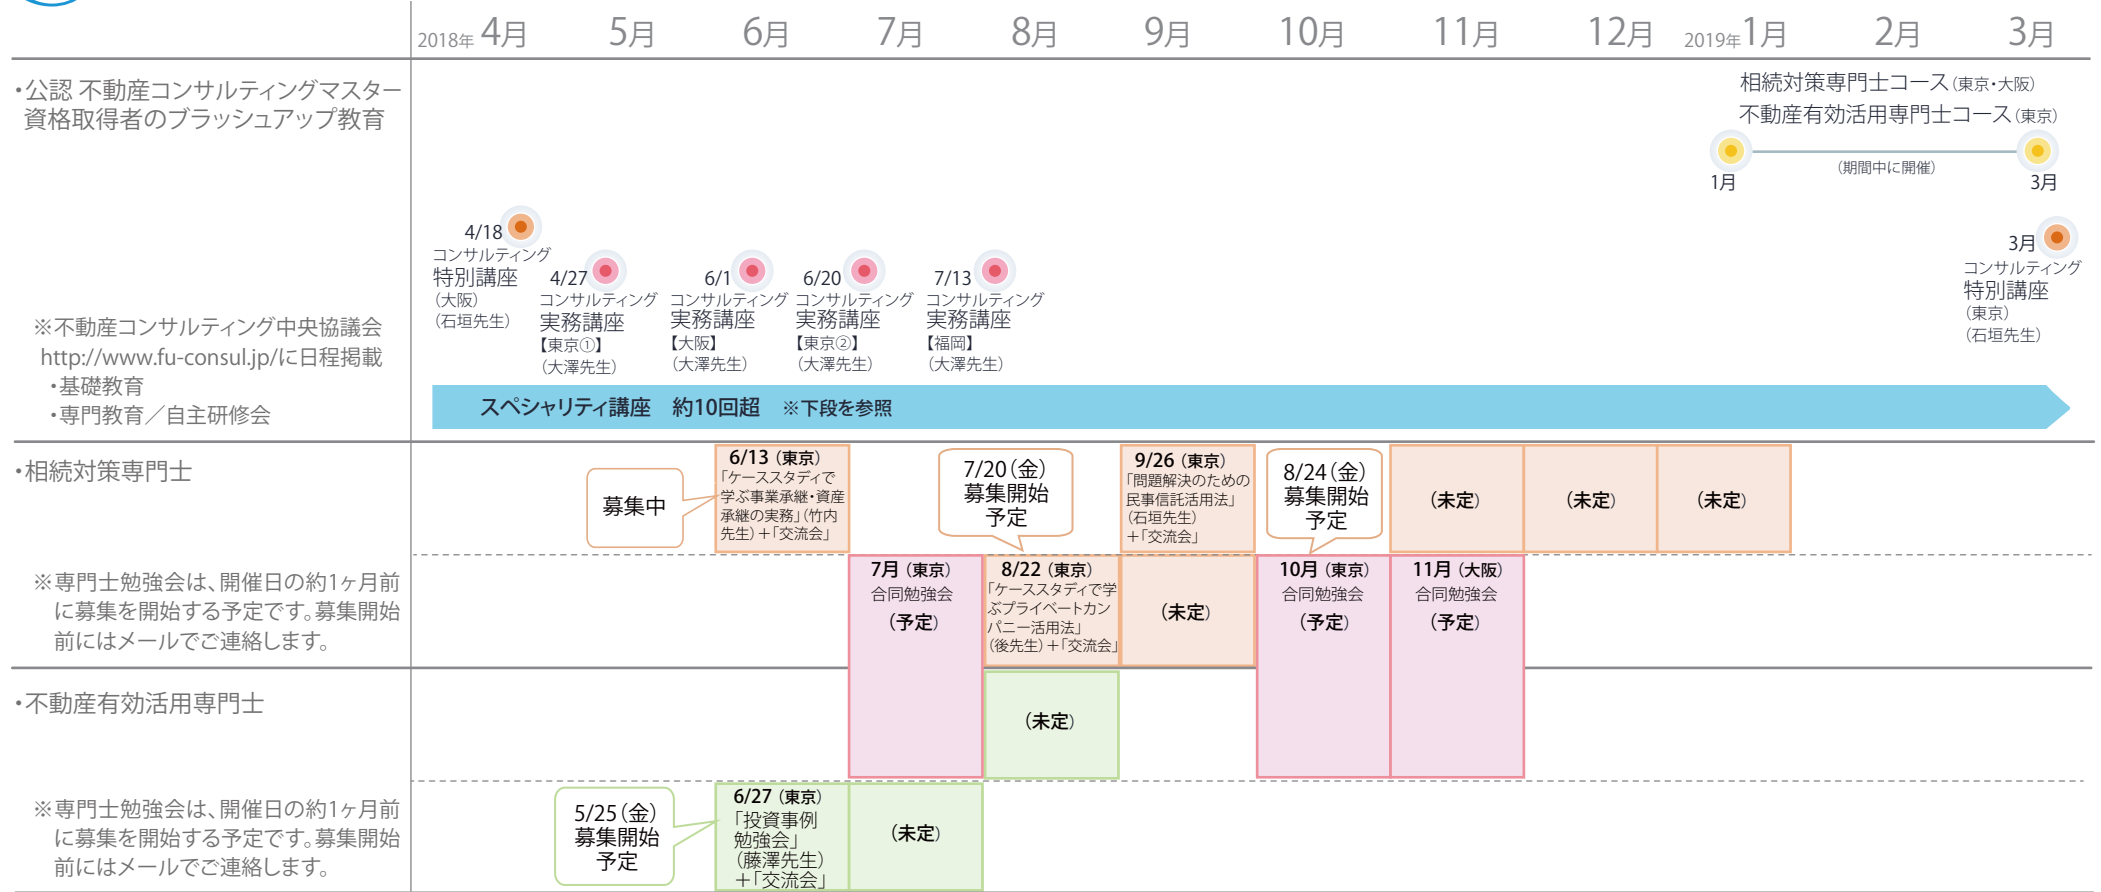 2018年 4月 5月 6月 7月 8月 9月 10月 11月 12月 2019年 1月 2月 3月
・公認 不動産コンサルティングマスター
資格取得者のブラッシュアップ教育
※不動産コンサルティング中央協議会
http://www.fu-consul.jp/に日程掲載
・基礎教育
・専門教育／自主研修会
相続対策専門士コース（東京・大阪）
不動産有効活用専門士コース（東京）
（期間中に開催）
1月
3月
4/18
コンサルティング
特別講座
（大阪）
（石垣先生）
4/27
コンサルティング
実務講座
【東京①】
（大澤先生）
6/1
コンサルティング
実務講座
【大阪】
（大澤先生）
6/20
コンサルティング
実務講座
【東京②】
（大澤先生）
7/13
コンサルティング
実務講座
【福岡】
（大澤先生）
3月
コンサルティング
特別講座
（東京）
（石垣先生）
スペシャリティ講座　約10回超　※下段を参照
・相続対策専門士
※専門士勉強会は、開催日の約1ヶ月前
に募集を開始する予定です。募集開始
前にはメールでご連絡します。
募集中
6/13（東京）
「ケーススタディで
学ぶ事業承継・資産
承継の実務」（竹内
先生）＋「交流会」
7/20（金）
募集開始
予定
9/26（東京）
「問題解決のための
民事信託活用法」
（石垣先生）
＋「交流会」
8/24（金）
募集開始
予定
（未定）
（未定）
（未定）
7月（東京）
合同勉強会
（予定）
8/22（東京）
「ケーススタディで学
ぶプライベートカン
パニー活用法」
（後先生）＋「交流会」
（未定）
10月（東京）
合同勉強会
（予定）
11月（大阪）
合同勉強会
（予定）
・不動産有効活用専門士
（未定）
※専門士勉強会は、開催日の約1ヶ月前
に募集を開始する予定です。募集開始
前にはメールでご連絡します。
5/25（金）
募集開始
予定
6/27（東京）
「投資事例
勉強会」
（藤澤先生）
＋「交流会」
（未定）